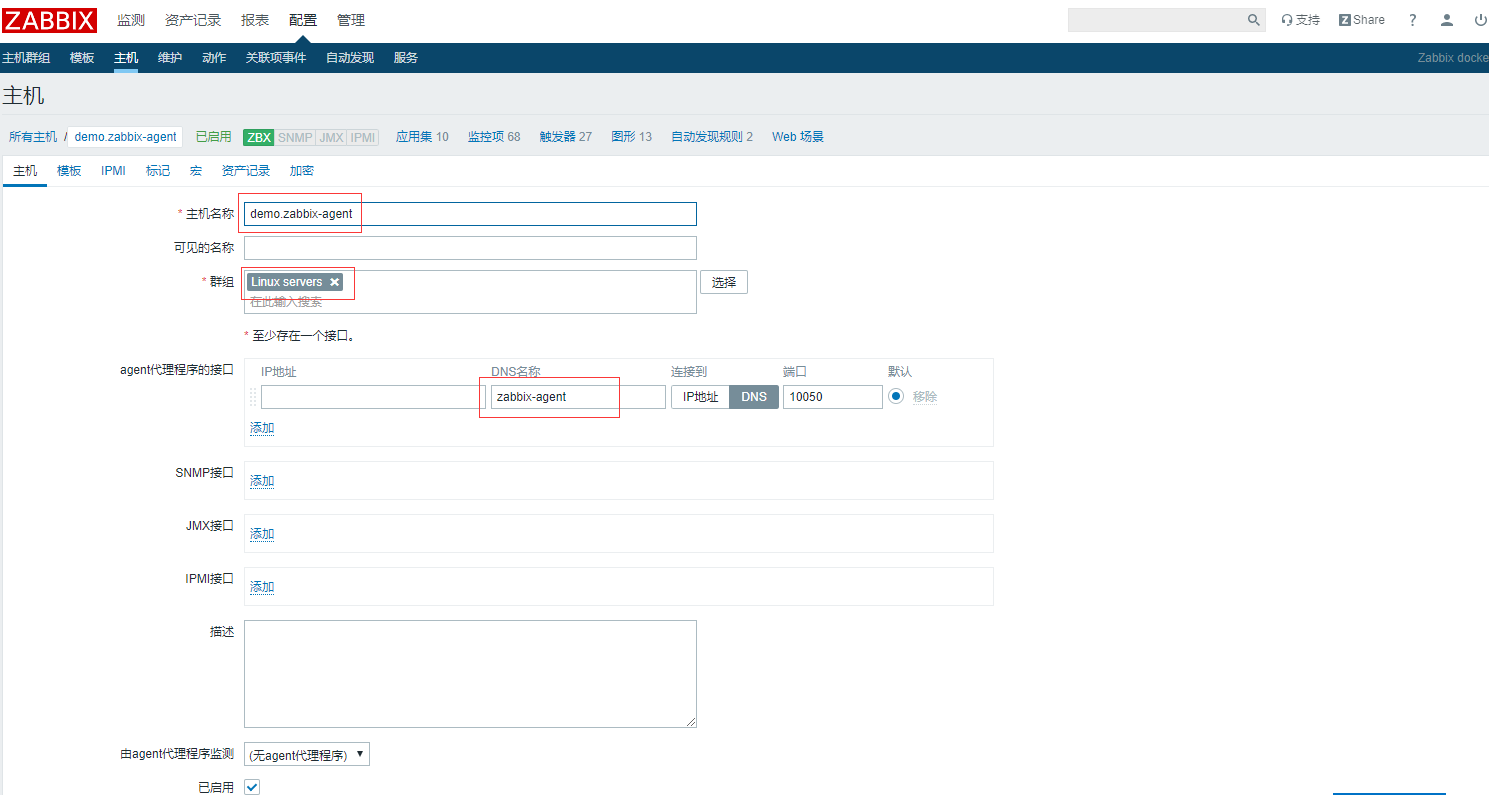 ZABBIX 监测 资产记录 报表 配置 管理 支持 Z Share ?
主机群组 模板 主机 维护 动作 关联项事件 自动发现 服务 Zabbix docke
主机
所有主机 / demo.zabbix-agent 已启用 ZBX SNMP JMX IPMI 应用集 10 监控项 68 触发器 27 图形 13 自动发现规则 2 Web 场景
主机 模板 IPMI 标记 宏 资产记录 加密
* 主机名称 demo.zabbix-agent
可见的名称
* 群组 Linux servers 选择
在此输入搜索
* 至少存在一个接口。
agent代理程序的接口 IP地址 DNS名称 连接到 端口 默认
zabbix-agent IP地址 DNS 10050 移除
添加
SNMP接口 添加
JMX接口 添加
IPMI接口 添加
描述
由agent代理程序监测 (无agent代理程序)
已启用